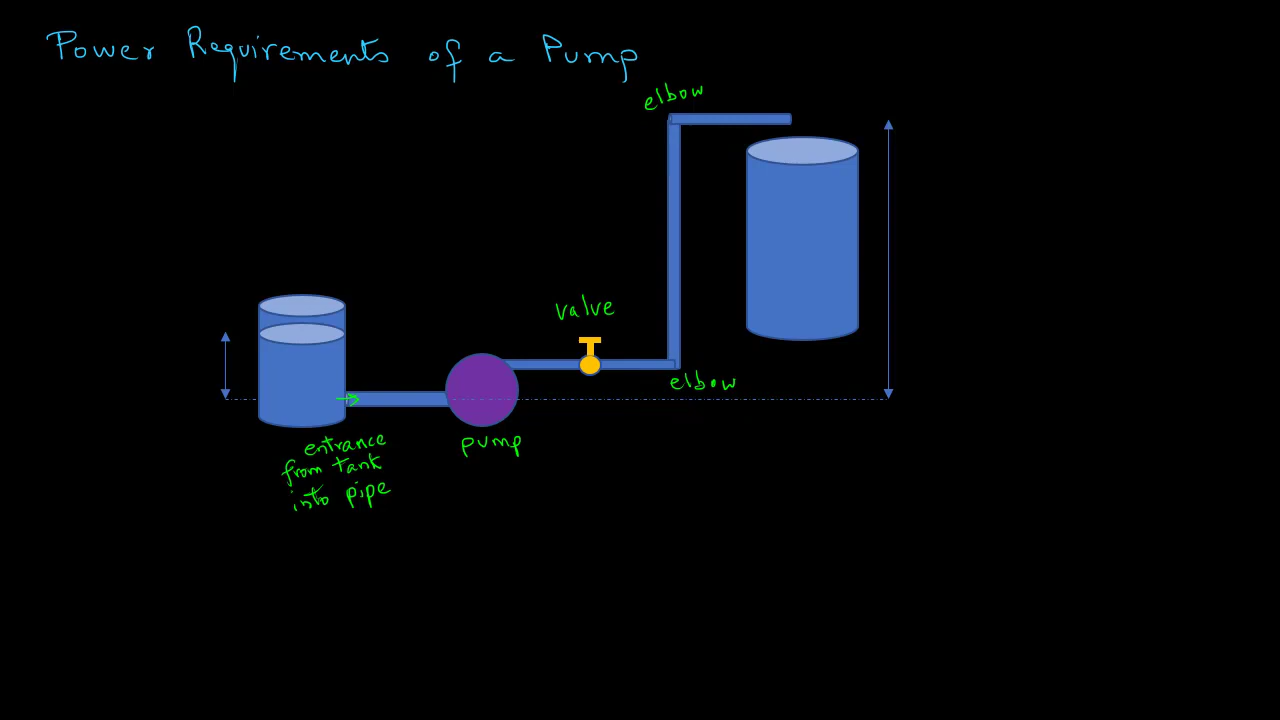 Power Requirements of a Pump
elbow
valve
elbow
entrance
from tank
into pipe
pump